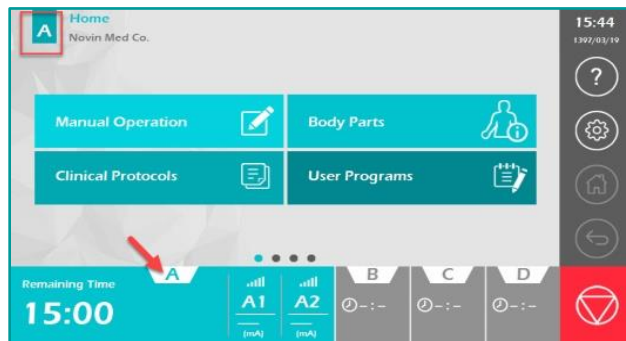 A
Home
Novin Med Co.
15:44
1397/03/19
?
Manual Operation
Body Parts
Clinical Protocols
User Programs
Remaining Time
15:00
A
A1
[mA]
A2
[mA]
B
-:-
C
-:-
D
-:-